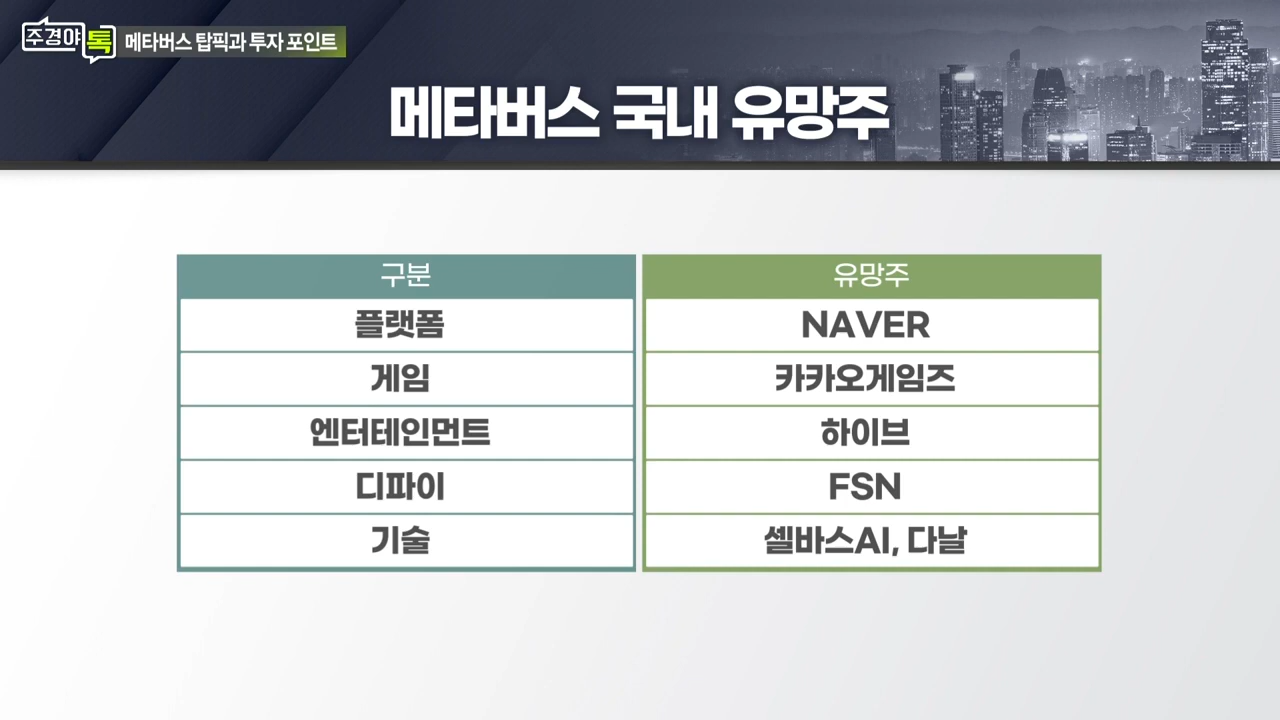 주경야톡 메타버스 탑픽과 투자 포인트
메타버스 국내 유망주
구분 유망주
플랫폼 NAVER
게임 카카오게임즈
엔터테인먼트 하이브
디파이 FSN
기술 셀바스AI, 다날